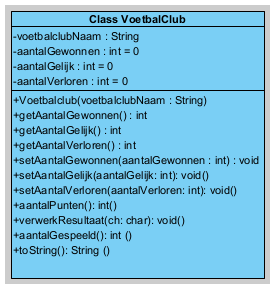 Class VoetbalClub
-voetbalclubNaam : String
-aantalGewonnen : int = 0
-aantalGelijk : int = 0
-aantalVerloren : int = 0
+Voetbalclub(voetbalclubNaam : String)
+getAantalGewonnen() : int
+getAantalGelijk() : int
+getAantalVerloren() : int
+setAantalGewonnen(aantalGewonnen : int) : void
+setAantalGelijk(aantalGelijk: int): void()
+setAantalVerloren(aantalVerloren: int): void()
+aantalPunten(): int()
+verwerkResultaat(ch: char): void()
+aantalGespeeld(): int ()
+toString(): String ()